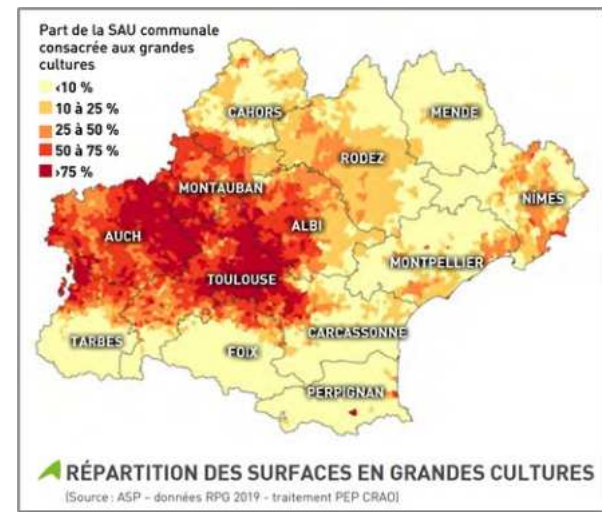 Part de la SAU communale
consacrée aux grandes
cultures
<10 %
10 à 25 %
25 à 50 %
50 à 75 %
>75 %
CAHORS
MENDE
RODEZ
MONTAUBAN
NÎMES
ALBI
AUCH
MONTPELLIER
TOULOUSE
CARCASSONNE
TARBES
FOIX
PERPIGNAN
RÉPARTITION DES SURFACES EN GRANDES CULTURES
(Source : ASP - données RPG 2019 - traitement PEP CRAO)